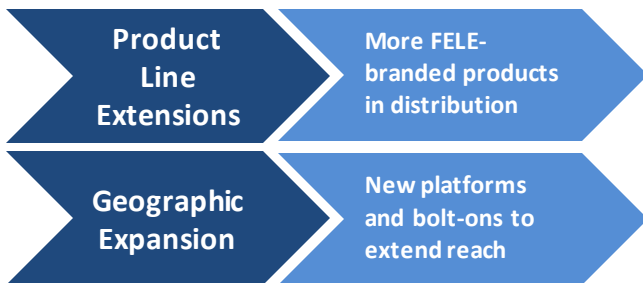 Product
Line
Extensions
More FELE-
branded products
in distribution
Geographic
Expansion
New platforms
and bolt-ons to
extend reach